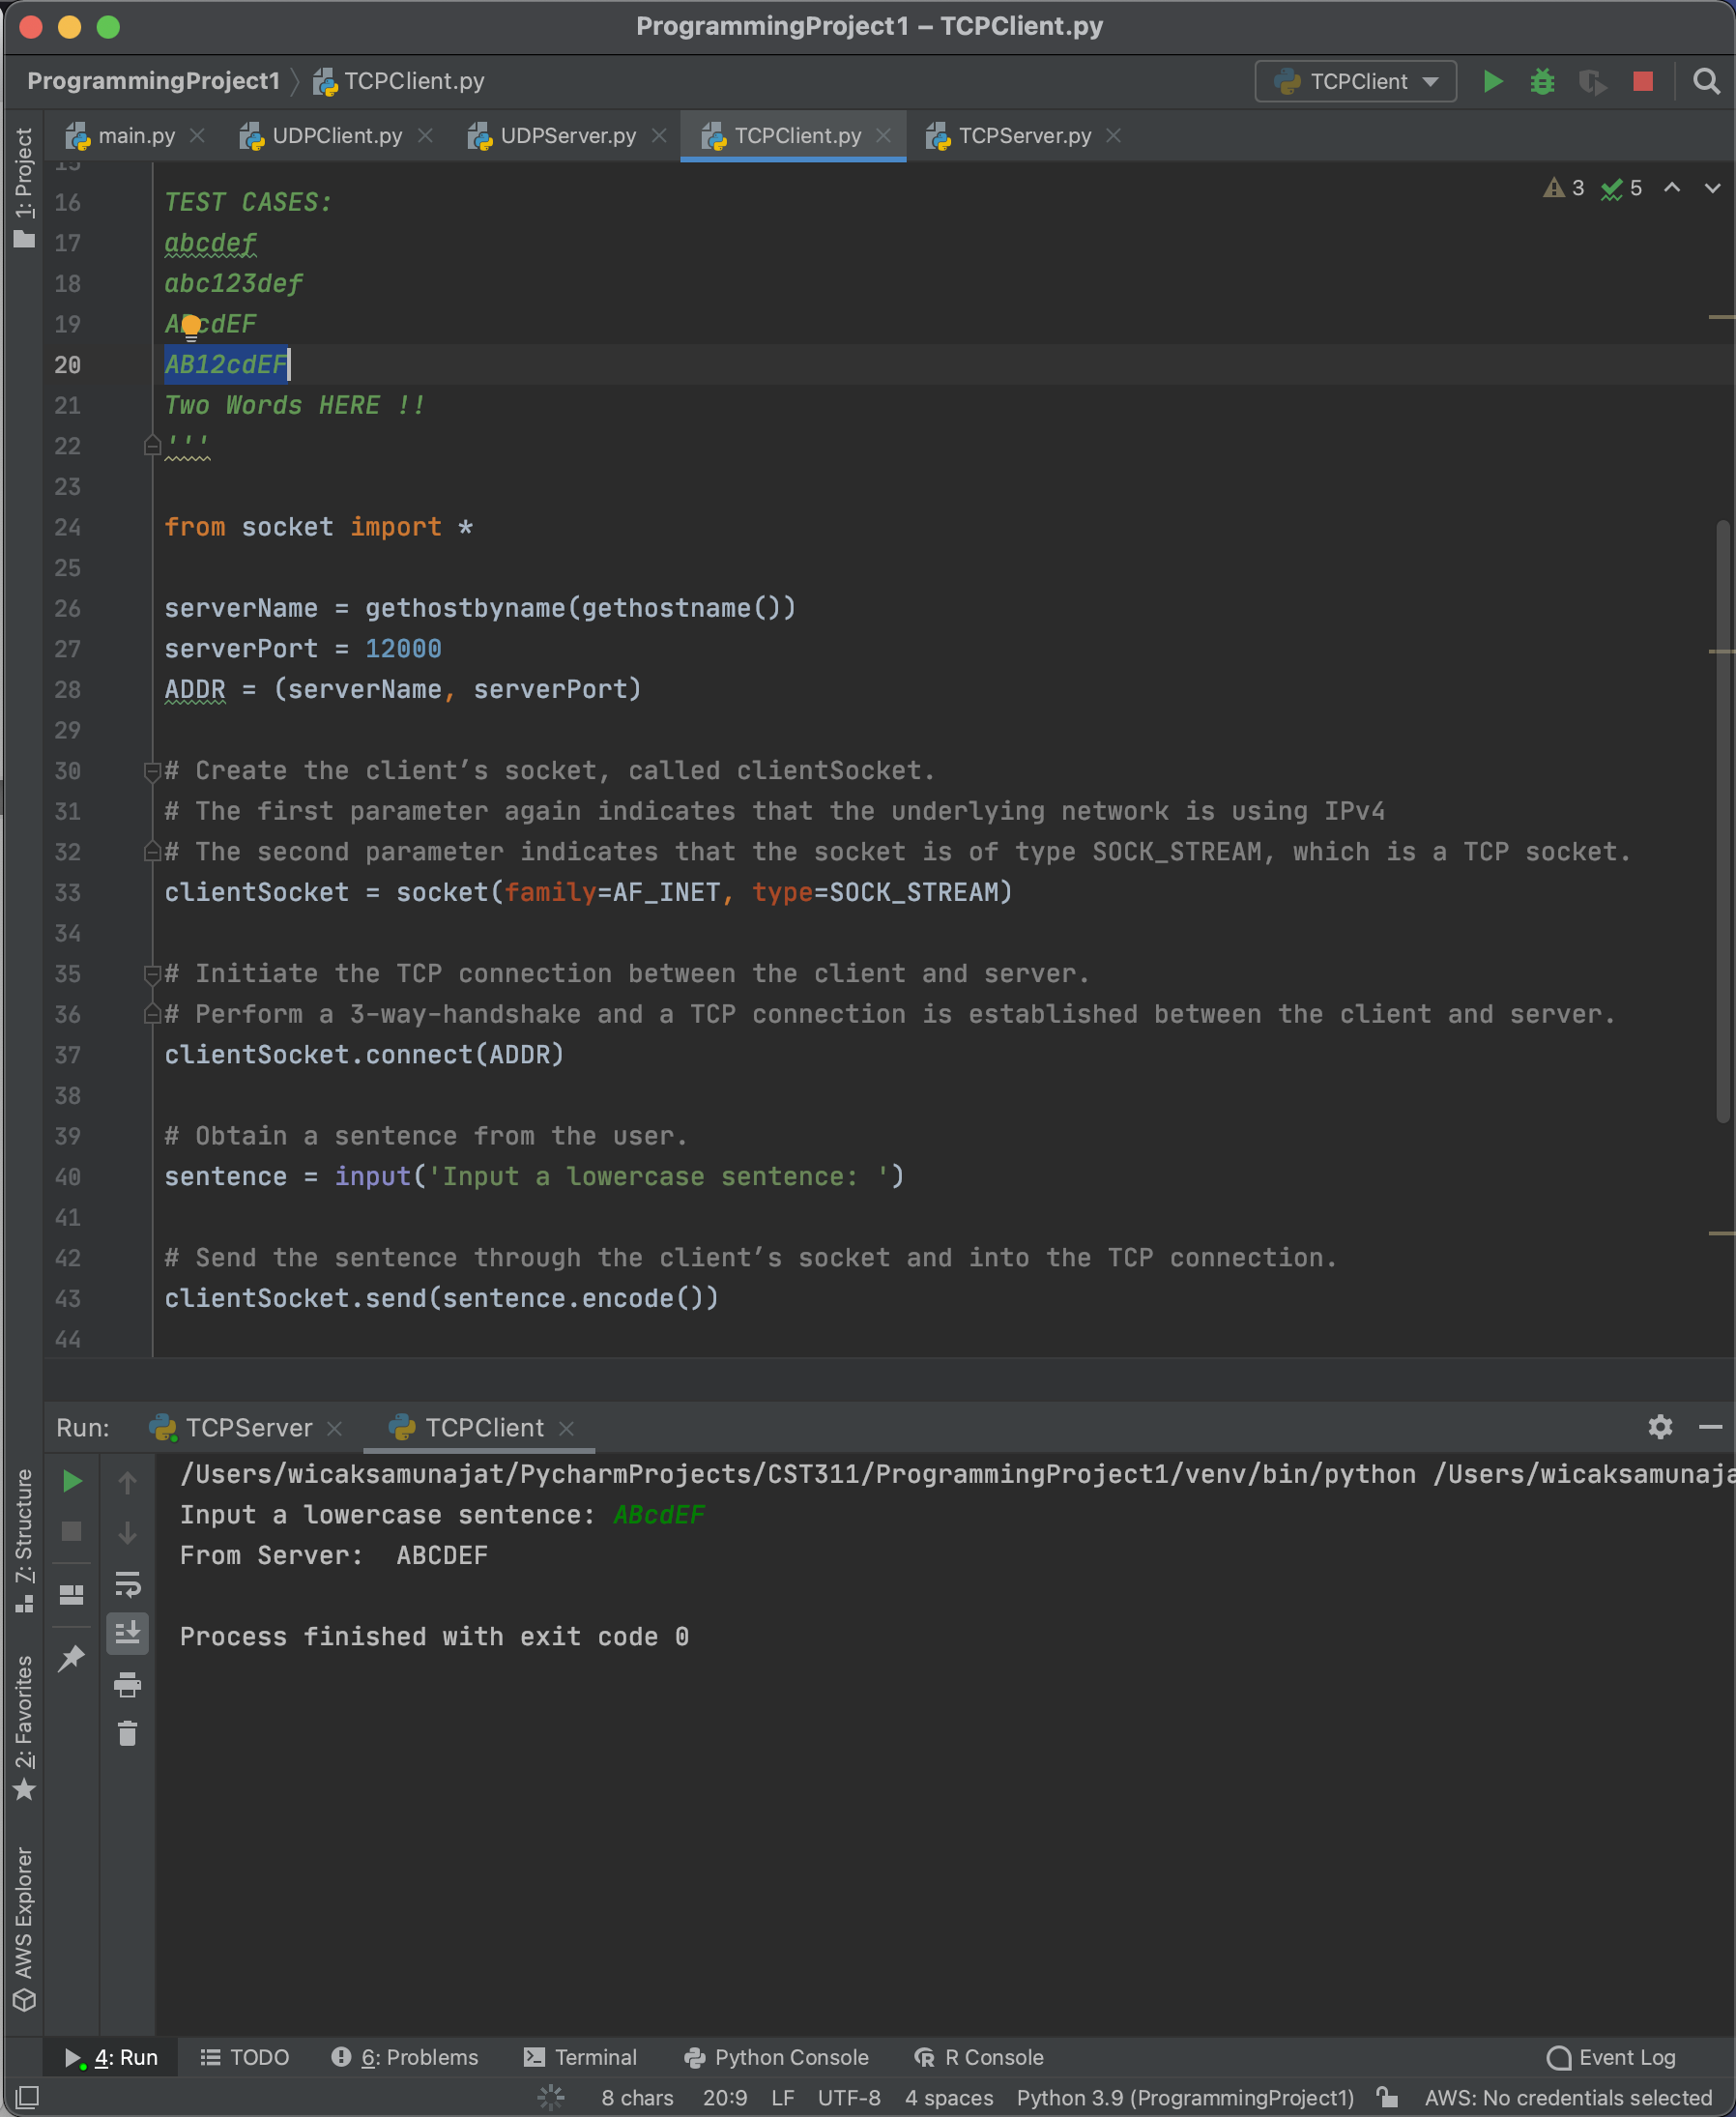 ProgrammingProject1 – TCPClient.py
ProgrammingProject1 TCPClient.py TCPClient
main.py UDPClient.py UDPServer.py TCPClient.py TCPServer.py
1: Project
3 5
15
16 TEST CASES:
17 abcdef
18 abc123def
19 cdEF
20 AB12cdEF
21 Two Words HERE !!
22 '''
23
24 from socket import *
25
26 serverName = gethostbyname(gethostname())
27 serverPort = 12000
28 ADDR = (serverName, serverPort)
29
30 # Create the client’s socket, called clientSocket.
31 # The first parameter again indicates that the underlying network is using IPv4
32 # The second parameter indicates that the socket is of type SOCK_STREAM, which is a TCP socket.
33 clientSocket = socket(family=AF_INET, type=SOCK_STREAM)
34
35 # Initiate the TCP connection between the client and server.
36 # Perform a 3-way-handshake and a TCP connection is established between the client and server.
37 clientSocket.connect(ADDR)
38
39 # Obtain a sentence from the user.
40 sentence = input('Input a lowercase sentence: ')
41
42 # Send the sentence through the client’s socket and into the TCP connection.
43 clientSocket.send(sentence.encode())
44
Run: TCPServer TCPClient
/Users/wicaksamunajat/PycharmProjects/CST311/ProgrammingProject1/venv/bin/python /Users/wicaksamunaja
Input a lowercase sentence: ABcdEF
From Server:  ABCDEF
Process finished with exit code 0
7: Structure
2: Favorites
AWS Explorer
4: Run TODO 6: Problems Terminal Python Console R Console Event Log
8 chars 20:9 LF UTF-8 4 spaces Python 3.9 (ProgrammingProject1) AWS: No credentials selected